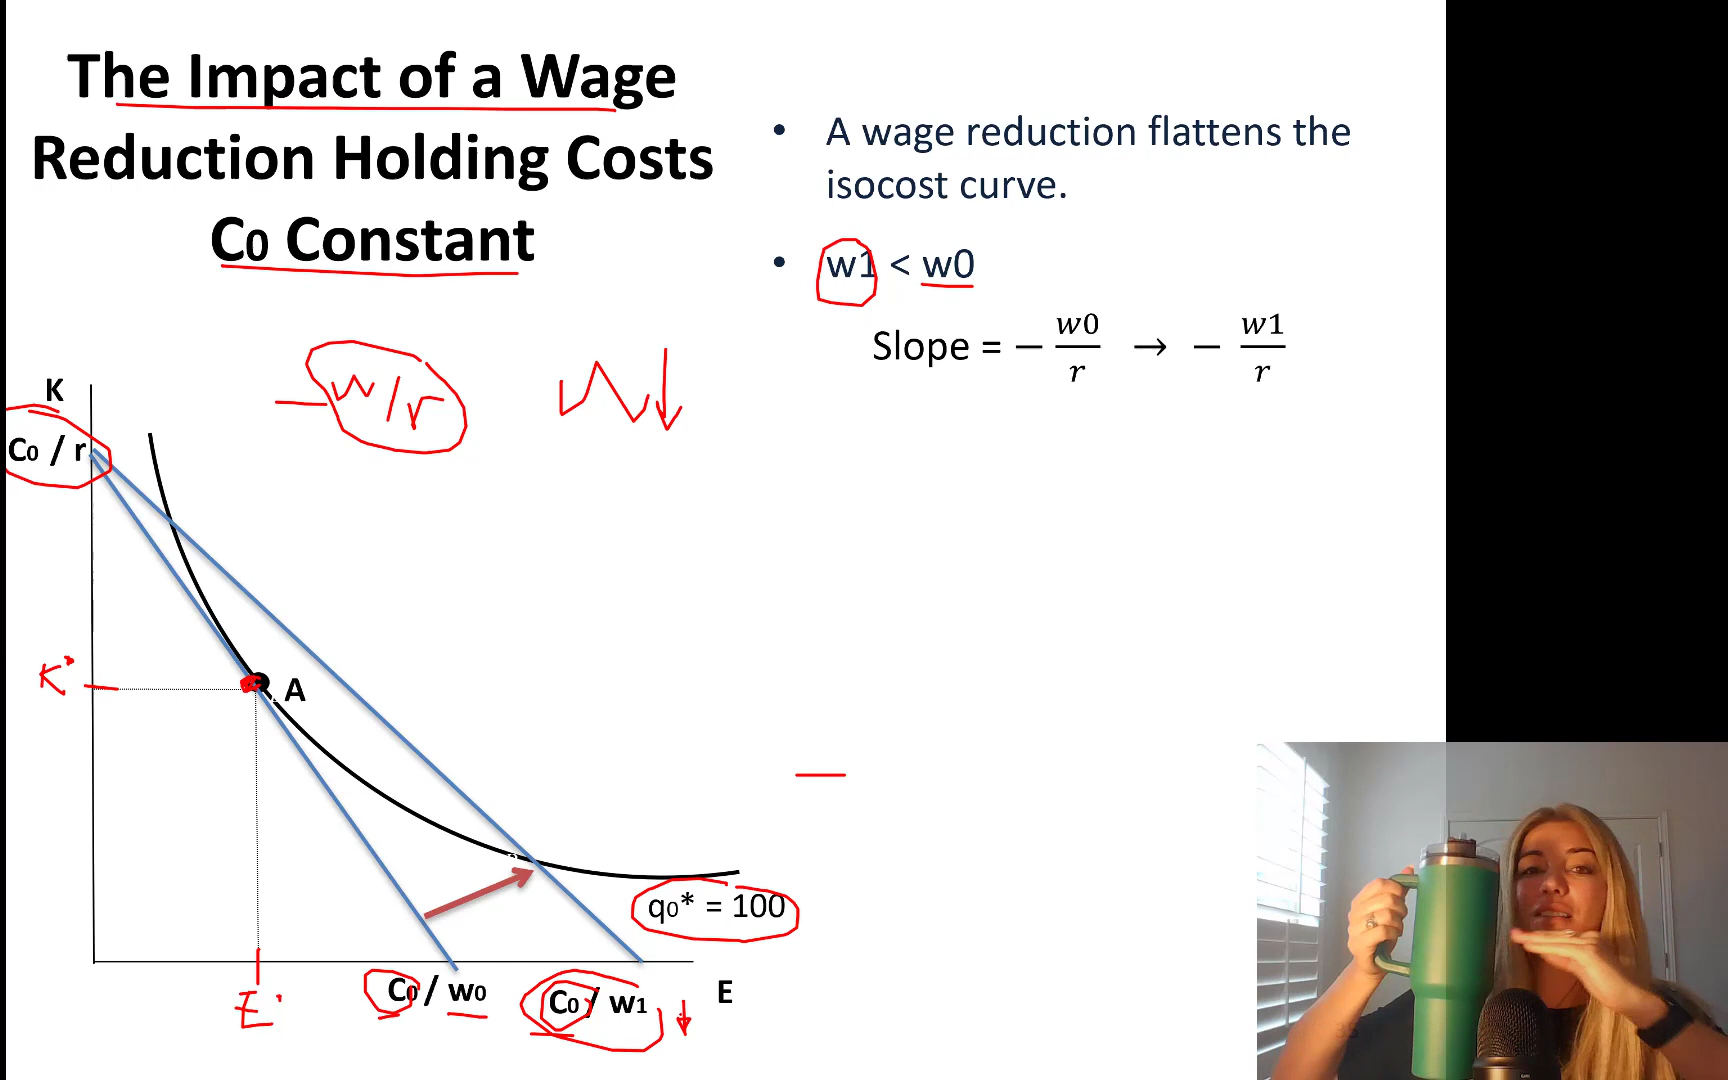 The Impact of a Wage
Reduction Holding Costs
C0 Constant
• A wage reduction flattens the
isocost curve.
• w1 < w0
Slope = − w0/r → − w1/r
− w/r
W↓
K
C0 / r
K*
A
q0* = 100
E*
C0 / w0
C0 / w1 ↓
E